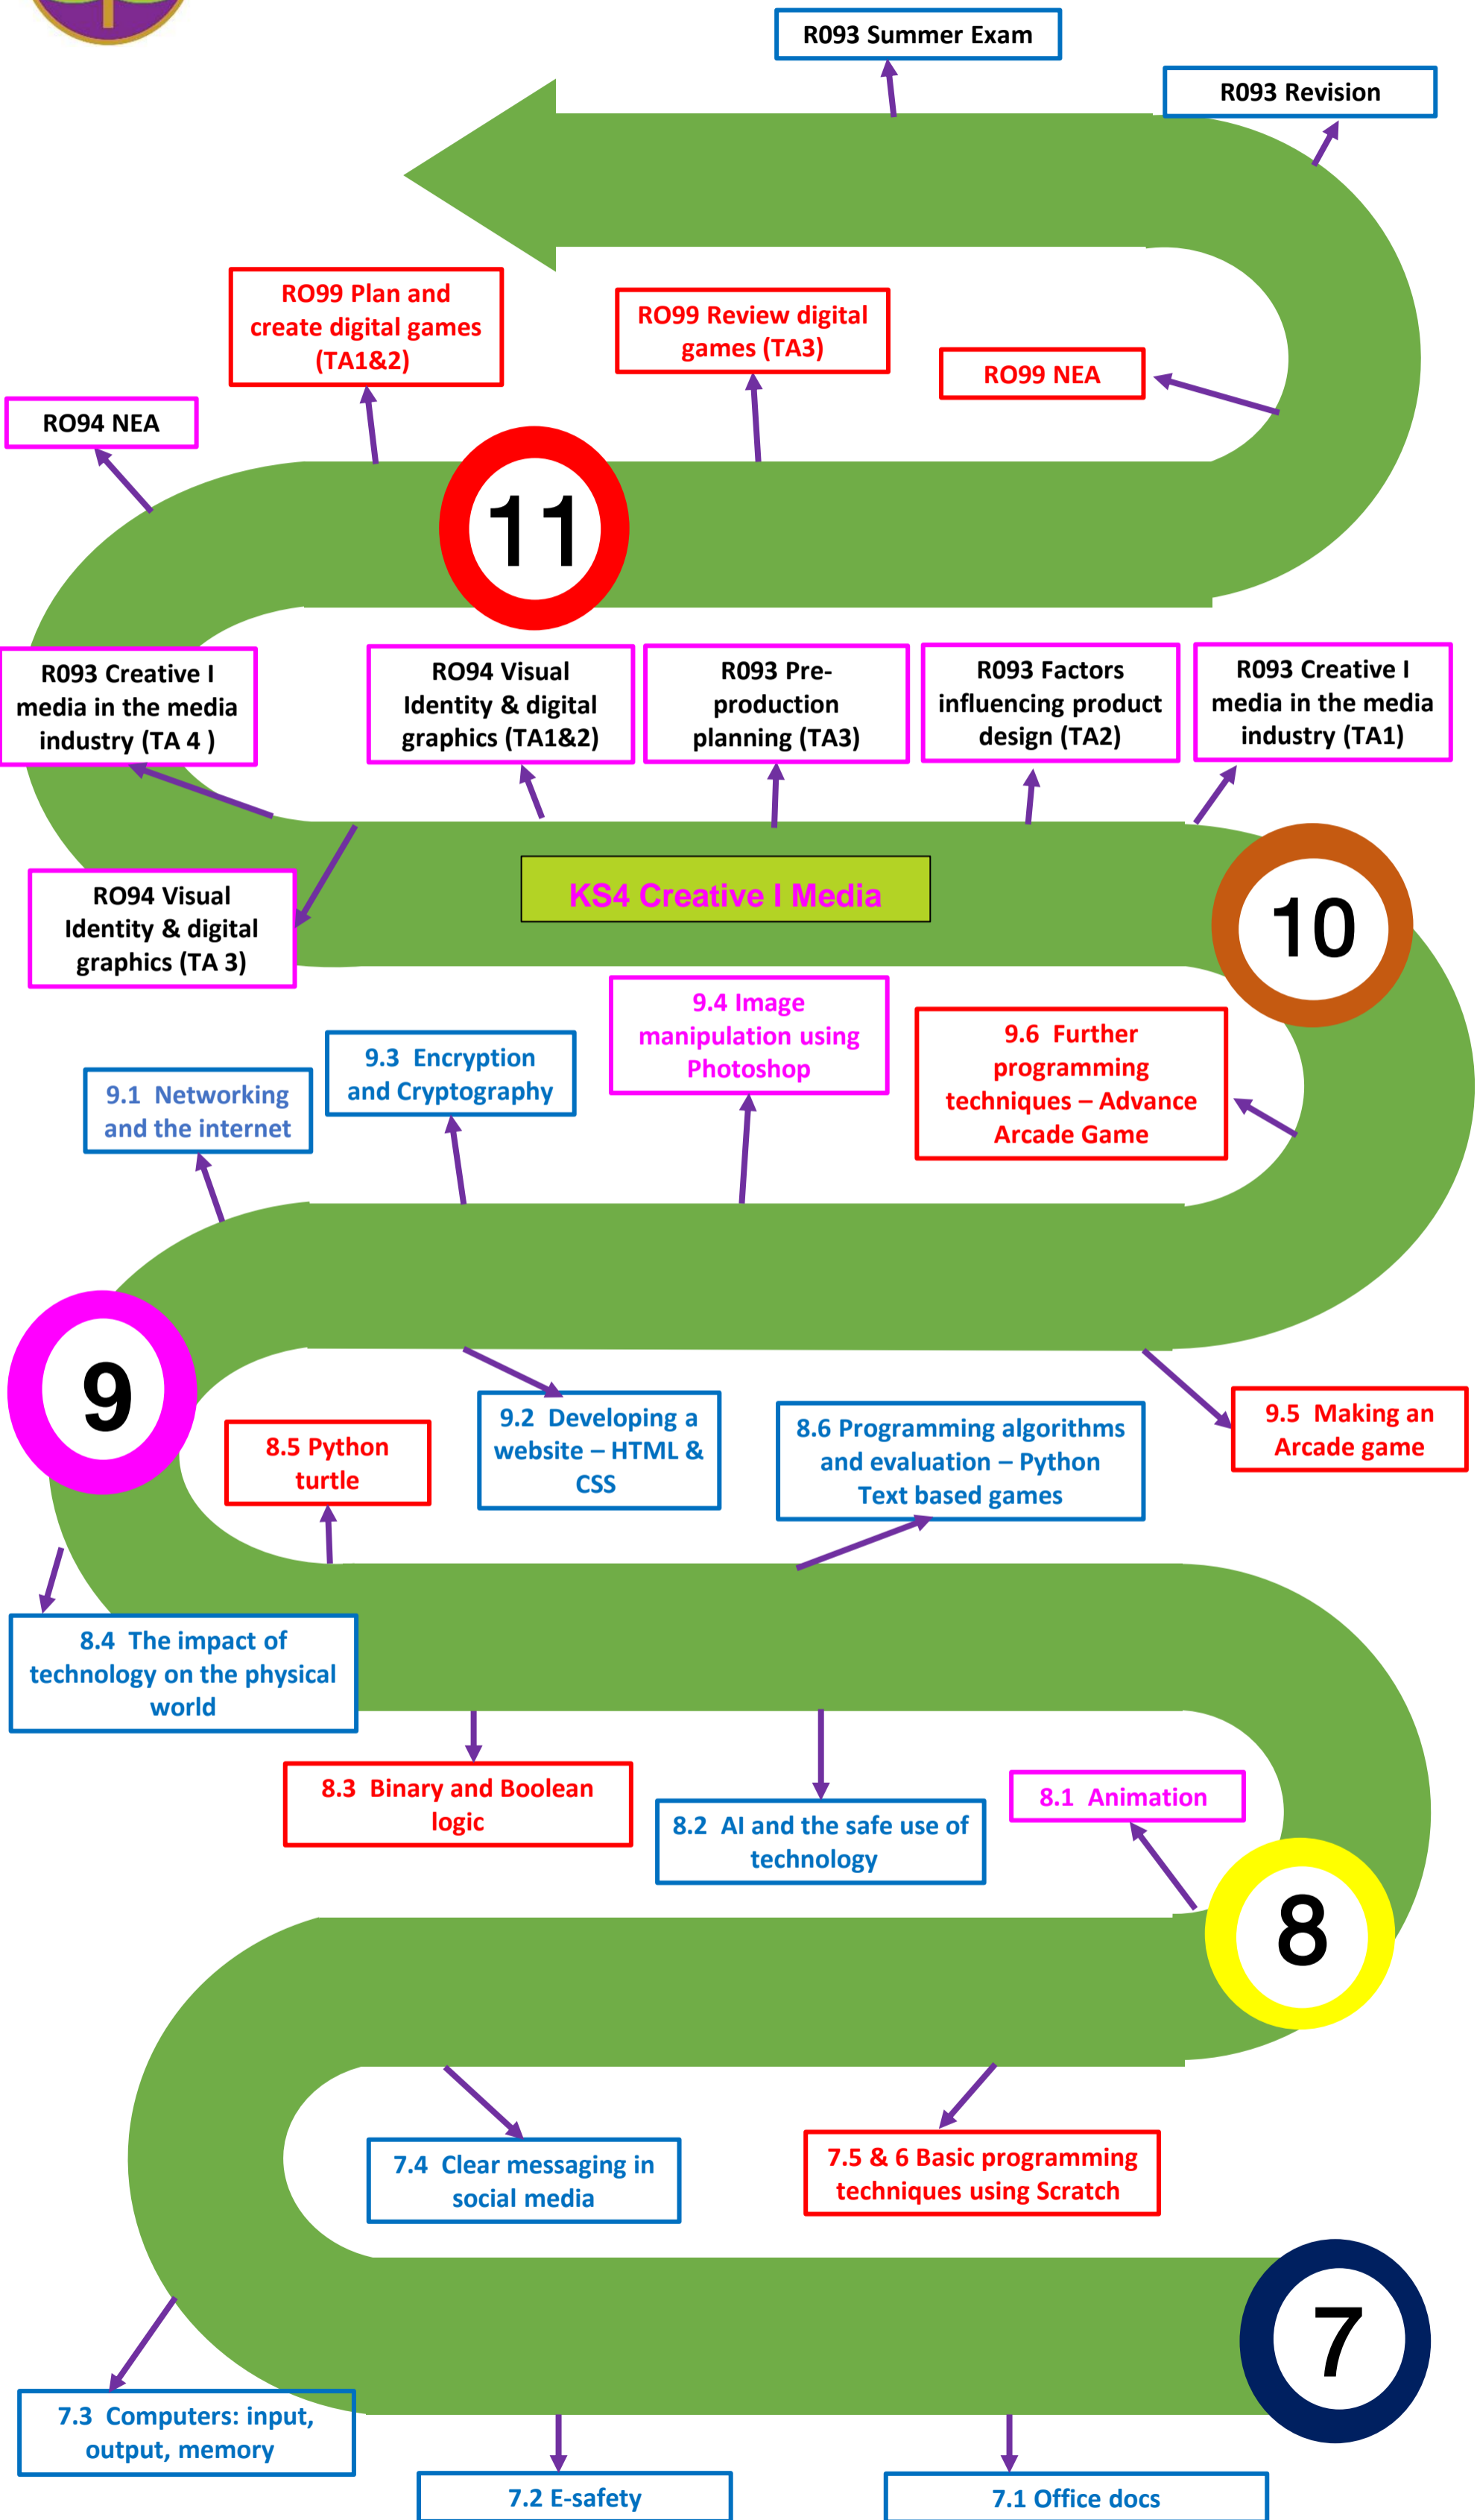 R093 Summer Exam
R093 Revision
RO99 Plan and
create digital games
(TA1&2)
RO99 Review digital
games (TA3)
RO99 NEA
RO94 NEA
11
R093 Creative I
media in the media
industry (TA 4 )
RO94 Visual
Identity & digital
graphics (TA1&2)
R093 Pre-
production
planning (TA3)
R093 Factors
influencing product
design (TA2)
R093 Creative I
media in the media
industry (TA1)
RO94 Visual
Identity & digital
graphics (TA 3)
KS4 Creative I Media
10
9.1 Networking
and the internet
9.3 Encryption
and Cryptography
9.4 Image
manipulation using
Photoshop
9.6 Further
programming
techniques – Advance
Arcade Game
9
8.5 Python
turtle
9.2 Developing a
website – HTML &
CSS
8.6 Programming algorithms
and evaluation – Python
Text based games
9.5 Making an
Arcade game
8.4 The impact of
technology on the physical
world
8.3 Binary and Boolean
logic
8.2 AI and the safe use of
technology
8.1 Animation
8
7.4 Clear messaging in
social media
7.5 & 6 Basic programming
techniques using Scratch
7
7.3 Computers: input,
output, memory
7.2 E-safety
7.1 Office docs